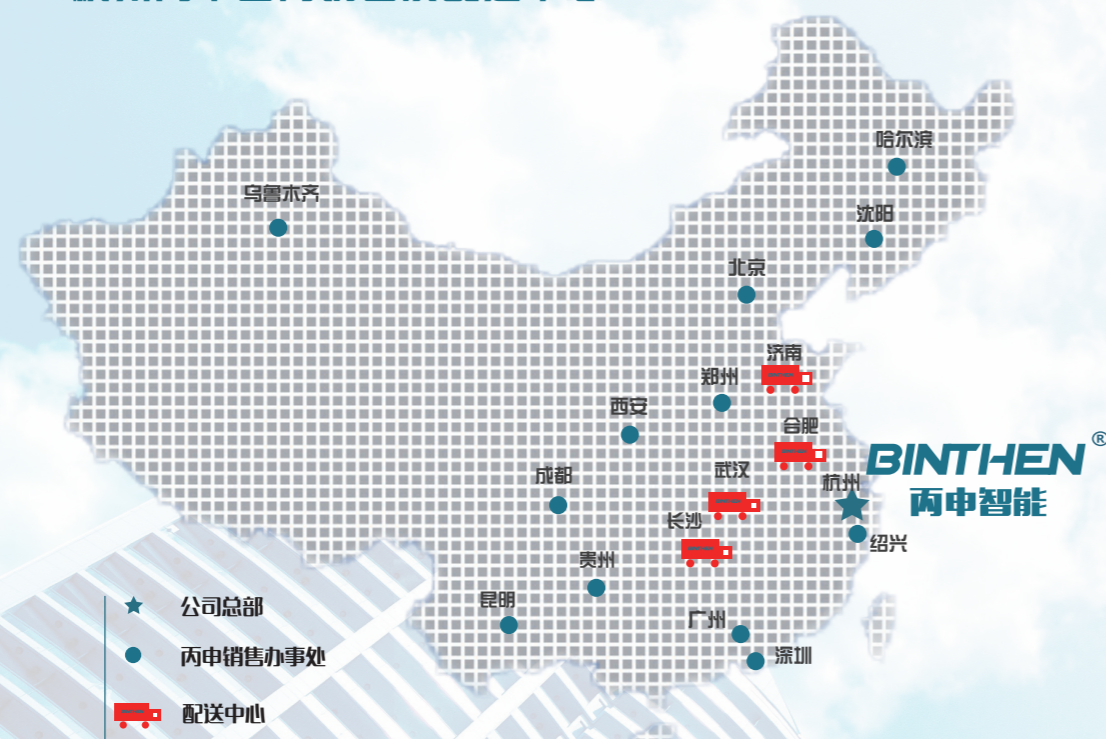 哈尔滨
乌鲁木齐
沈阳
北京
济南
郑州
西安
合肥
BINTHEN®
武汉
成都
杭州
丙申智能
长沙
绍兴
贵州
昆明
广州
深圳
公司总部
丙申销售办事处
配送中心